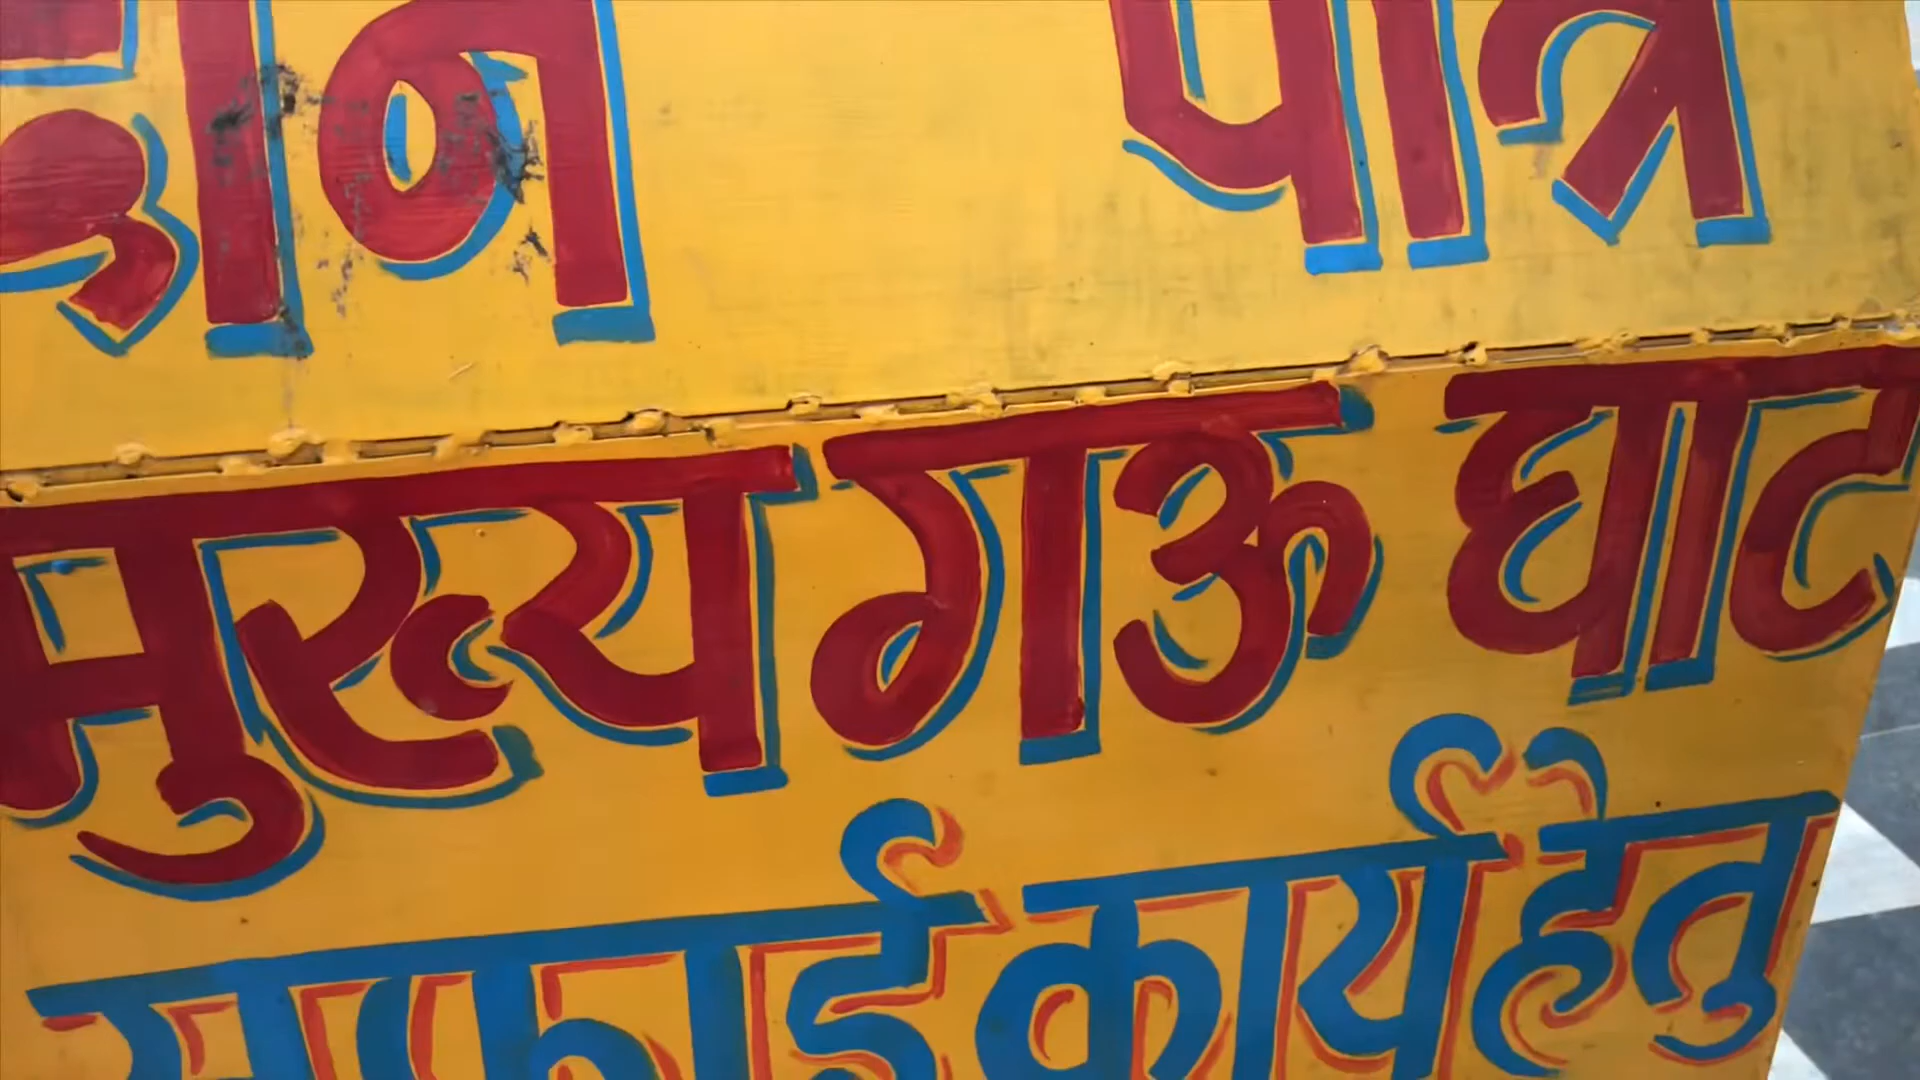 दान पात्र
मुख्य गऊ घाट
सफाई कार्य हेतु